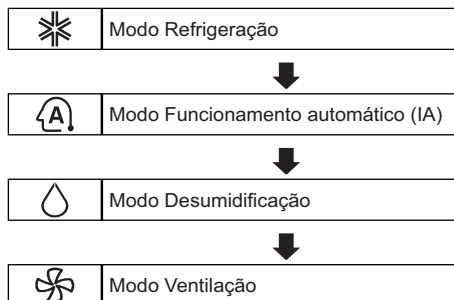 Modo Refrigeração
A
Modo Funcionamento automático (IA)
Modo Desumidificação
Modo Ventilação